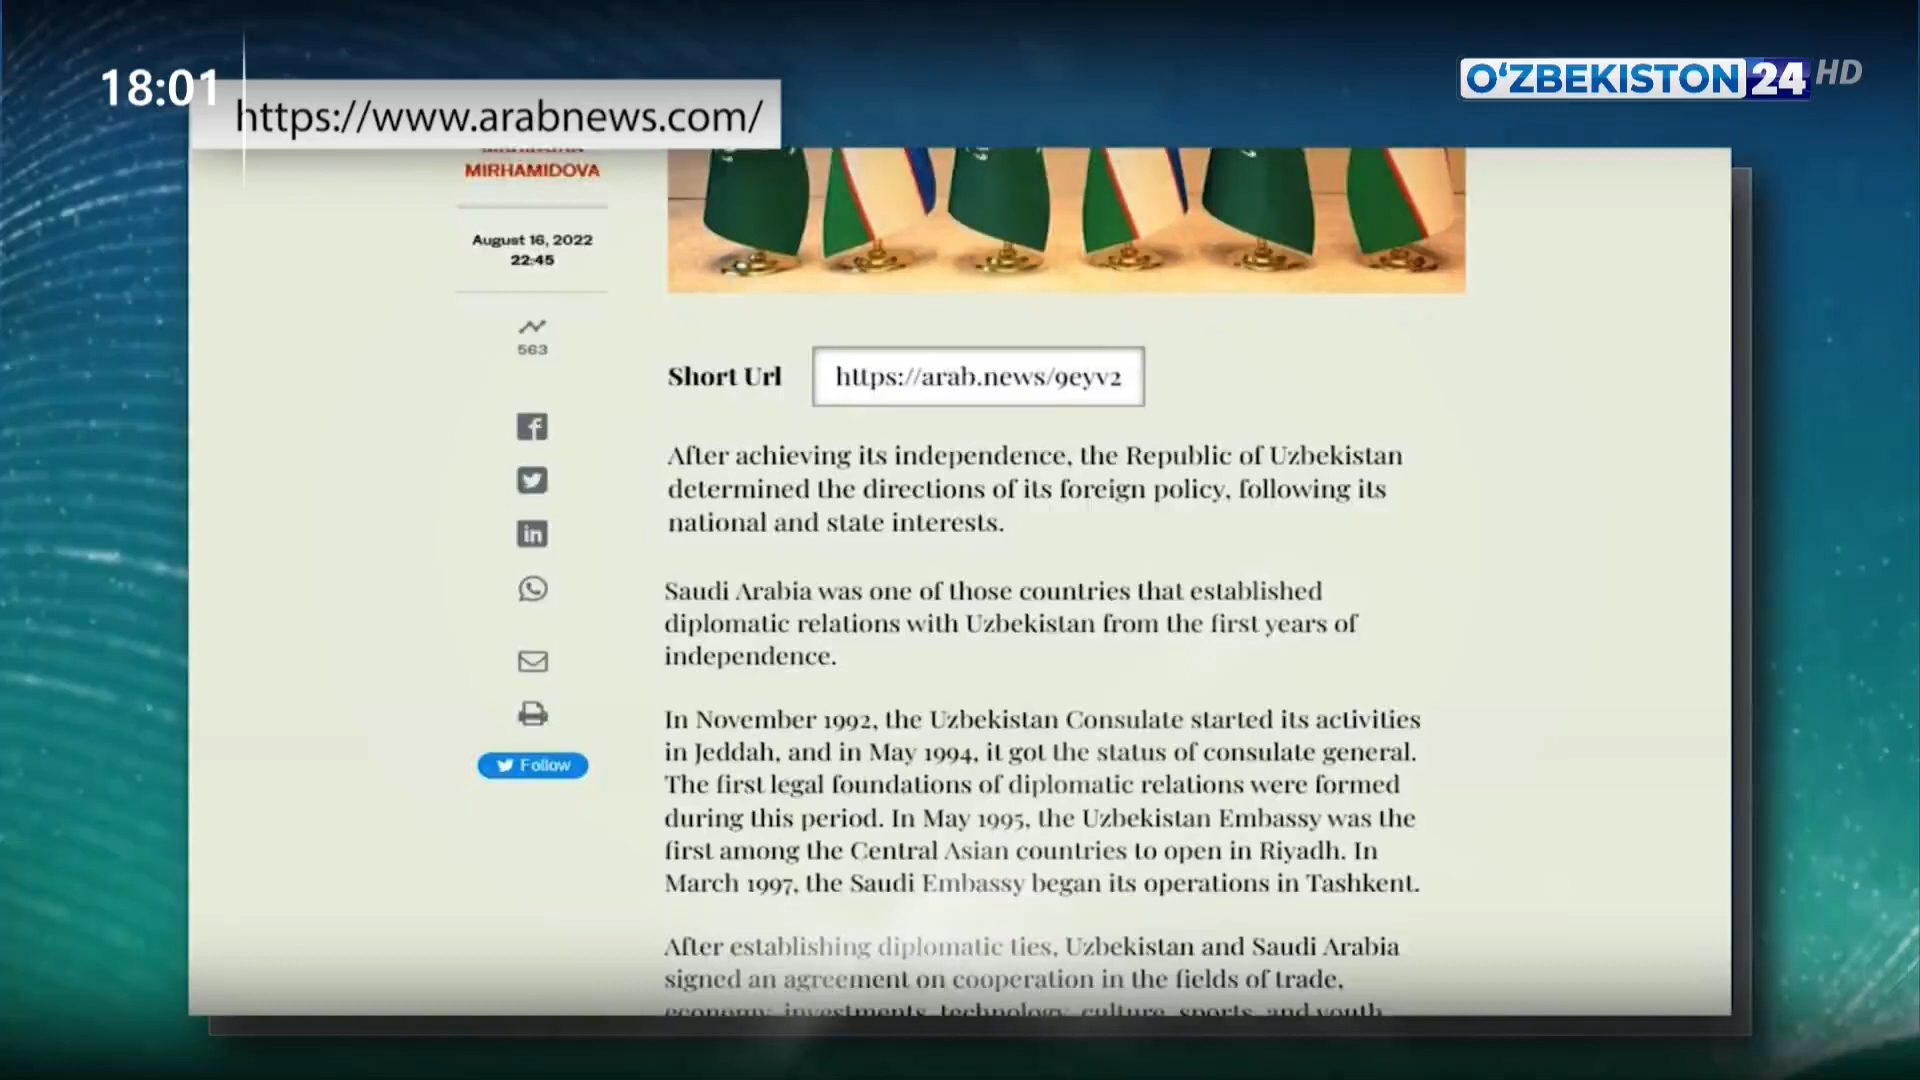 18:01
https://www.arabnews.com/
O‘ZBEKISTON 24 HD
MIRHAMIDOVA
August 16, 2022
22:45
563
Short Url
https://arab.news/9eyv2
After achieving its independence, the Republic of Uzbekistan
determined the directions of its foreign policy, following its
national and state interests.
Saudi Arabia was one of those countries that established
diplomatic relations with Uzbekistan from the first years of
independence.
In November 1992, the Uzbekistan Consulate started its activities
in Jeddah, and in May 1994, it got the status of consulate general.
The first legal foundations of diplomatic relations were formed
during this period. In May 1995, the Uzbekistan Embassy was the
first among the Central Asian countries to open in Riyadh. In
March 1997, the Saudi Embassy began its operations in Tashkent.
Follow
After establishing diplomatic ties, Uzbekistan and Saudi Arabia
signed an agreement on cooperation in the fields of trade,
economy, investments, technology, culture, sports, and youth